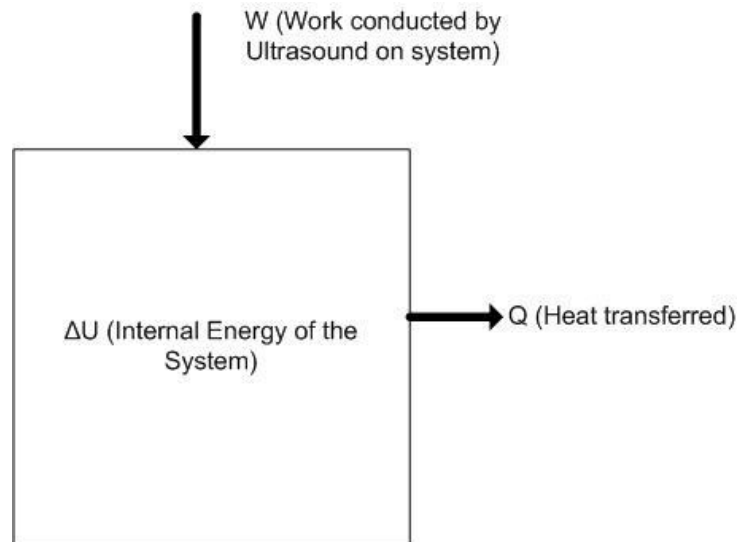 W (Work conducted by
Ultrasound on system)
ΔU (Internal Energy of the
System)
Q (Heat transferred)